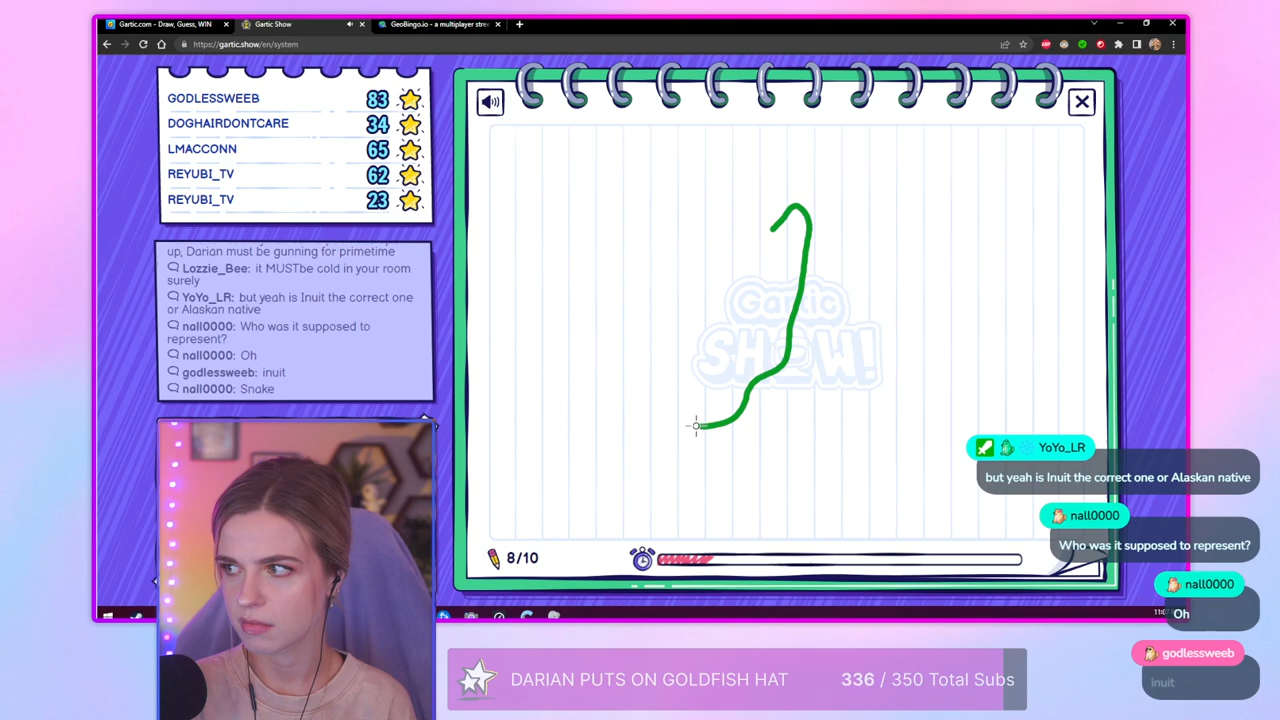 Gartic.com - Draw, Guess, WIN
Gartic Show
GeoBingo.io - a multiplayer stre
https://gartic.show/en/system
ABP
GODLESSWEEB 83
DOGHAIRDONTCARE 34
LMACCONN 65
REYUBI_TV 62
REYUBI_TV 23
up, Darian must be gunning for primetime
Lozzie_Bee: it MUSTbe cold in your room
surely
YoYo_LR: but yeah is Inuit the correct one
or Alaskan native
nall0000: Who was it supposed to
represent?
nall0000: Oh
godlessweeb: inuit
nall0000: Snake
Gartic
SHOW!
8/10
YoYo_LR
but yeah is Inuit the correct one or Alaskan native
nall0000
Who was it supposed to represent?
nall0000
Oh
godlessweeb
inuit
DARIAN PUTS ON GOLDFISH HAT 336 / 350 Total Subs